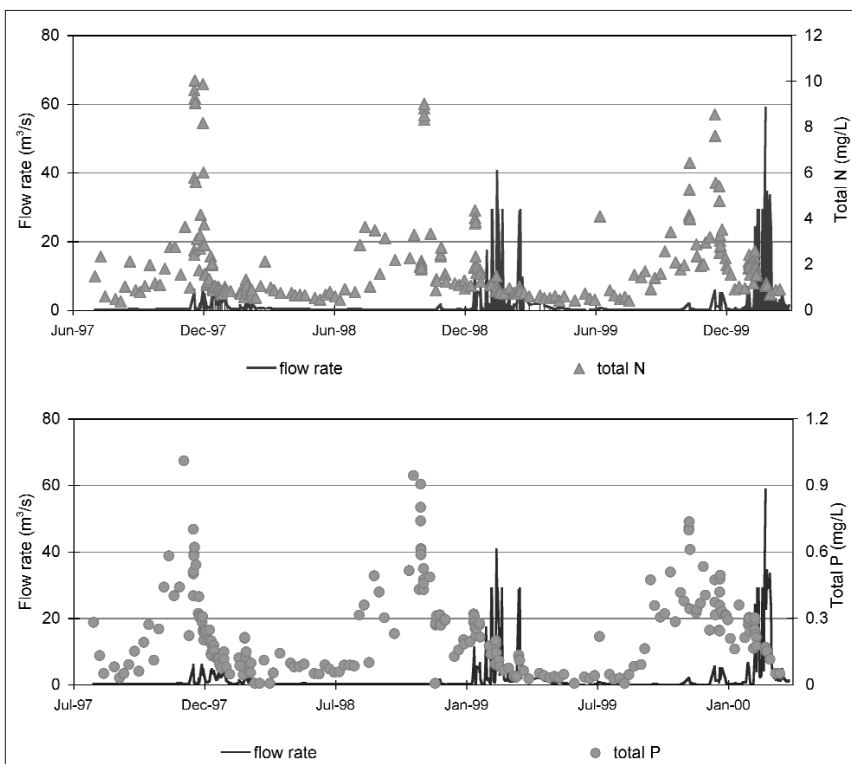 80
60
40
20
0
Flow rate (m³/s)
12
10
8
6
4
2
0
Total N (mg/L)
Jun-97 Dec-97 Jun-98 Dec-98 Jun-99 Dec-99
flow rate total N
80
60
40
20
0
Flow rate (m³/s)
1.2
0.9
0.6
0.3
0
Total P (mg/L)
Jul-97 Dec-97 Jul-98 Jan-99 Jul-99 Jan-00
flow rate total P